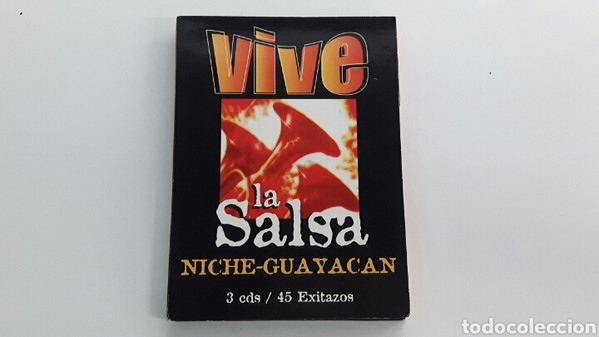 Vive
la
Salsa
NICHE-GUAYACAN
3 cds / 45 Exitazos
todocoleccion